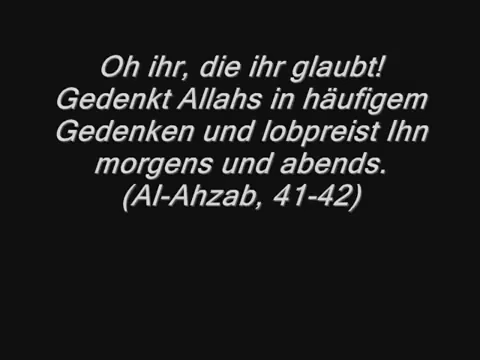 Oh ihr, die ihr glaubt!
Gedenkt Allahs in häufigem
Gedenken und lobpreist Ihn
morgens und abends.
(Al-Ahzab, 41-42)